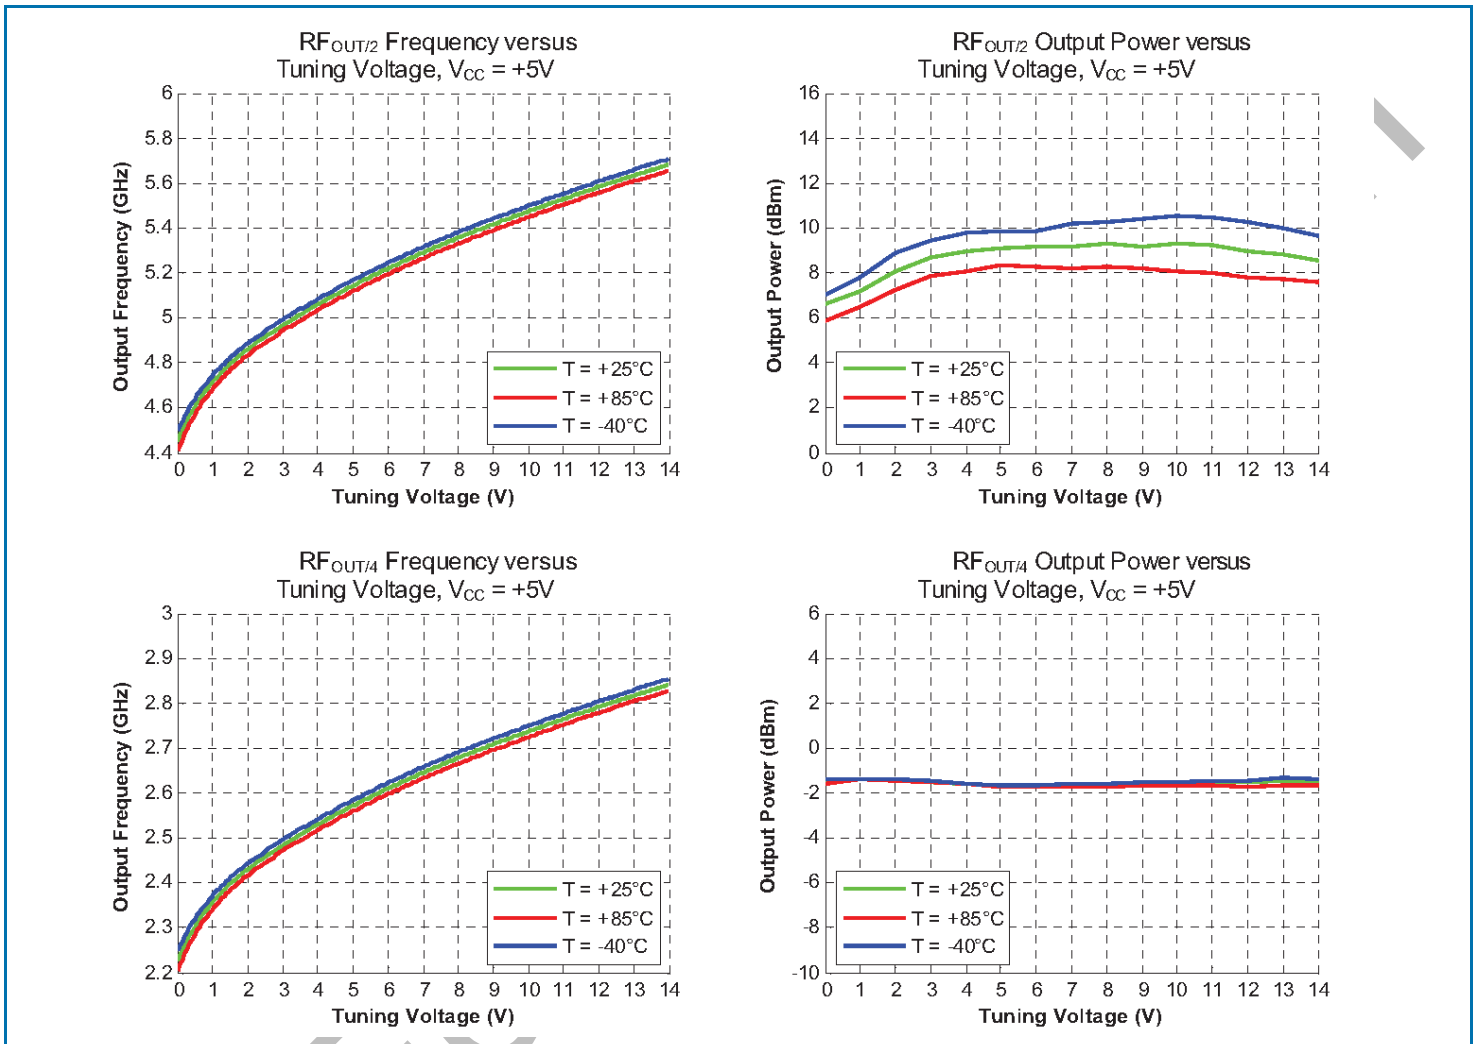 RFOUT/2 Frequency versus
Tuning Voltage, VCC = +5V
6
5.8
5.6
5.4
5.2
5
4.8
4.6
4.4
Output Frequency (GHz)
T = +25°C
T = +85°C
T = -40°C
0 1 2 3 4 5 6 7 8 9 10 11 12 13 14
Tuning Voltage (V)
RFOUT/2 Output Power versus
Tuning Voltage, VCC = +5V
16
14
12
10
8
6
4
2
0
Output Power (dBm)
T = +25°C
T = +85°C
T = -40°C
0 1 2 3 4 5 6 7 8 9 10 11 12 13 14
Tuning Voltage (V)
RFOUT/4 Frequency versus
Tuning Voltage, VCC = +5V
3
2.9
2.8
2.7
2.6
2.5
2.4
2.3
2.2
Output Frequency (GHz)
T = +25°C
T = +85°C
T = -40°C
0 1 2 3 4 5 6 7 8 9 10 11 12 13 14
Tuning Voltage (V)
RFOUT/4 Output Power versus
Tuning Voltage, VCC = +5V
6
4
2
0
-2
-4
-6
-8
-10
Output Power (dBm)
T = +25°C
T = +85°C
T = -40°C
0 1 2 3 4 5 6 7 8 9 10 11 12 13 14
Tuning Voltage (V)